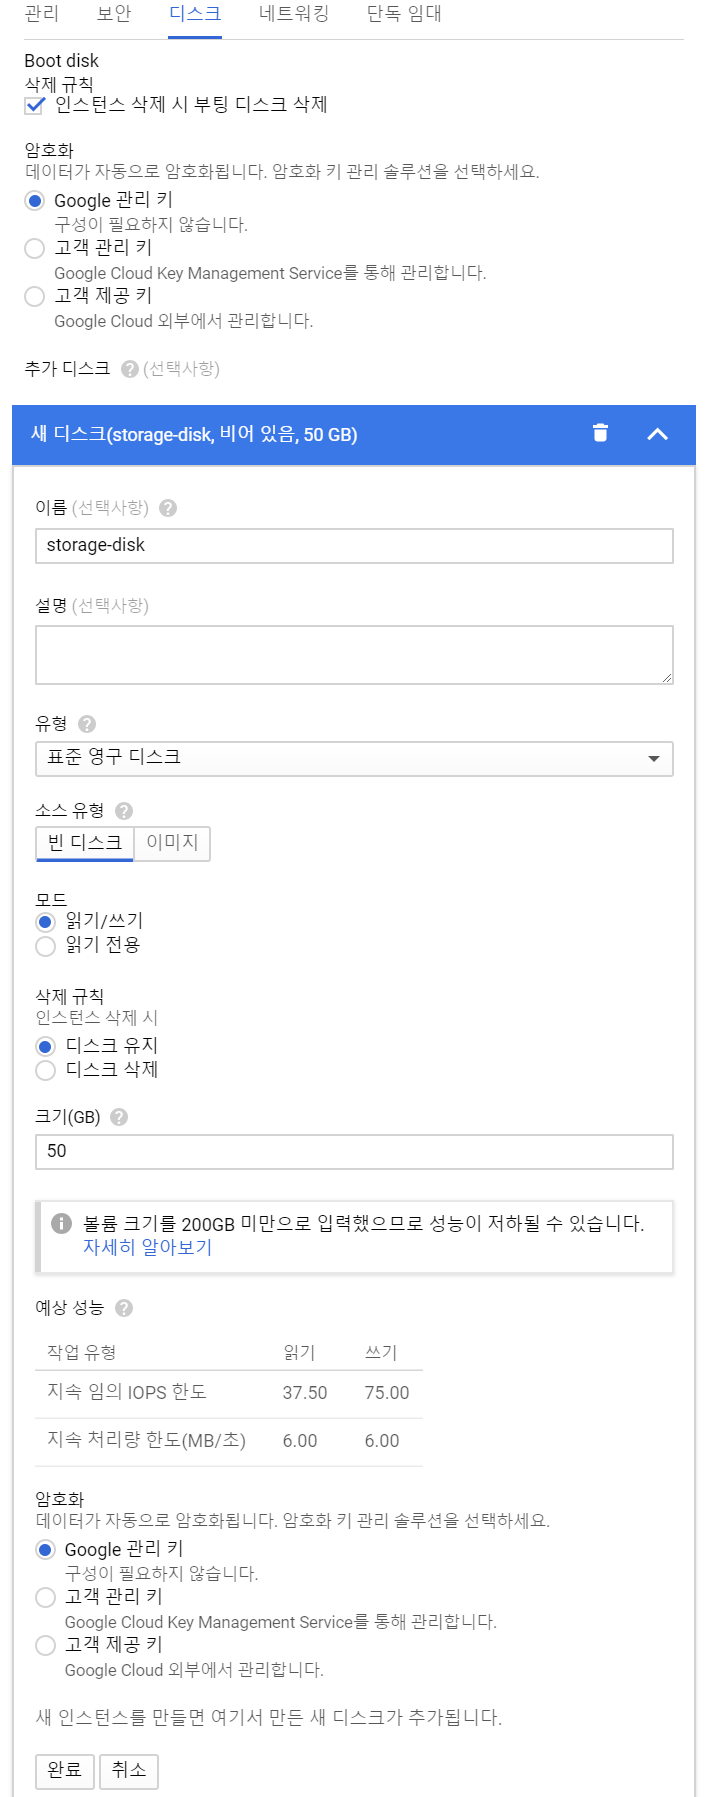 관리 보안 디스크 네트워킹 단독 임대
Boot disk
삭제 규칙
인스턴스 삭제 시 부팅 디스크 삭제
암호화
데이터가 자동으로 암호화됩니다. 암호화 키 관리 솔루션을 선택하세요.
Google 관리 키
구성이 필요하지 않습니다.
고객 관리 키
Google Cloud Key Management Service를 통해 관리합니다.
고객 제공 키
Google Cloud 외부에서 관리합니다.
추가 디스크 ? (선택사항)
새 디스크(storage-disk, 비어 있음, 50 GB)
이름 (선택사항) ?
storage-disk
설명 (선택사항)
유형 ?
표준 영구 디스크
소스 유형 ?
빈 디스크 이미지
모드
읽기/쓰기
읽기 전용
삭제 규칙
인스턴스 삭제 시
디스크 유지
디스크 삭제
크기(GB) ?
50
볼륨 크기를 200GB 미만으로 입력했으므로 성능이 저하될 수 있습니다.
자세히 알아보기
예상 성능 ?
작업 유형 읽기 쓰기
지속 임의 IOPS 한도 37.50 75.00
지속 처리량 한도(MB/초) 6.00 6.00
암호화
데이터가 자동으로 암호화됩니다. 암호화 키 관리 솔루션을 선택하세요.
Google 관리 키
구성이 필요하지 않습니다.
고객 관리 키
Google Cloud Key Management Service를 통해 관리합니다.
고객 제공 키
Google Cloud 외부에서 관리합니다.
새 인스턴스를 만들면 여기서 만든 새 디스크가 추가됩니다.
완료 취소